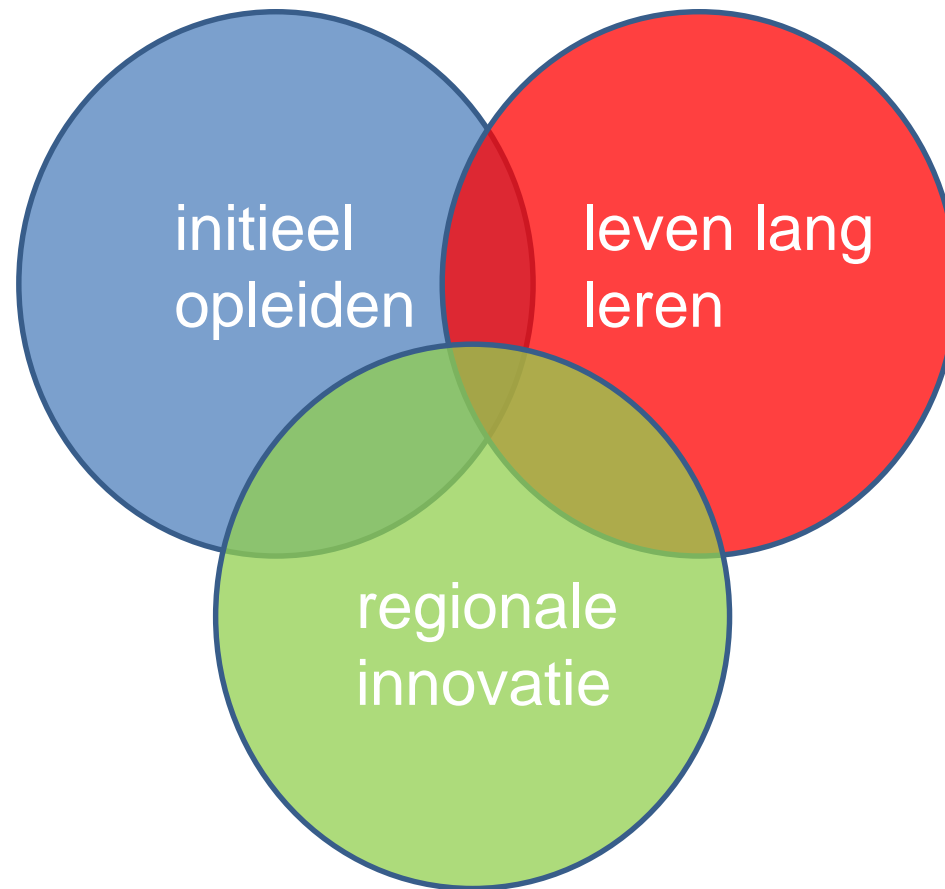 initieel
opleiden
leven lang
leren
regionale
innovatie